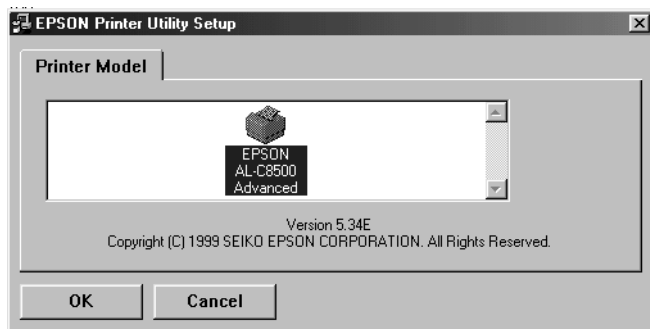 EPSON Printer Utility Setup
Printer Model
EPSON
AL-C8500
Advanced
Version 5.34E
Copyright (C) 1999 SEIKO EPSON CORPORATION. All Rights Reserved.
OK
Cancel